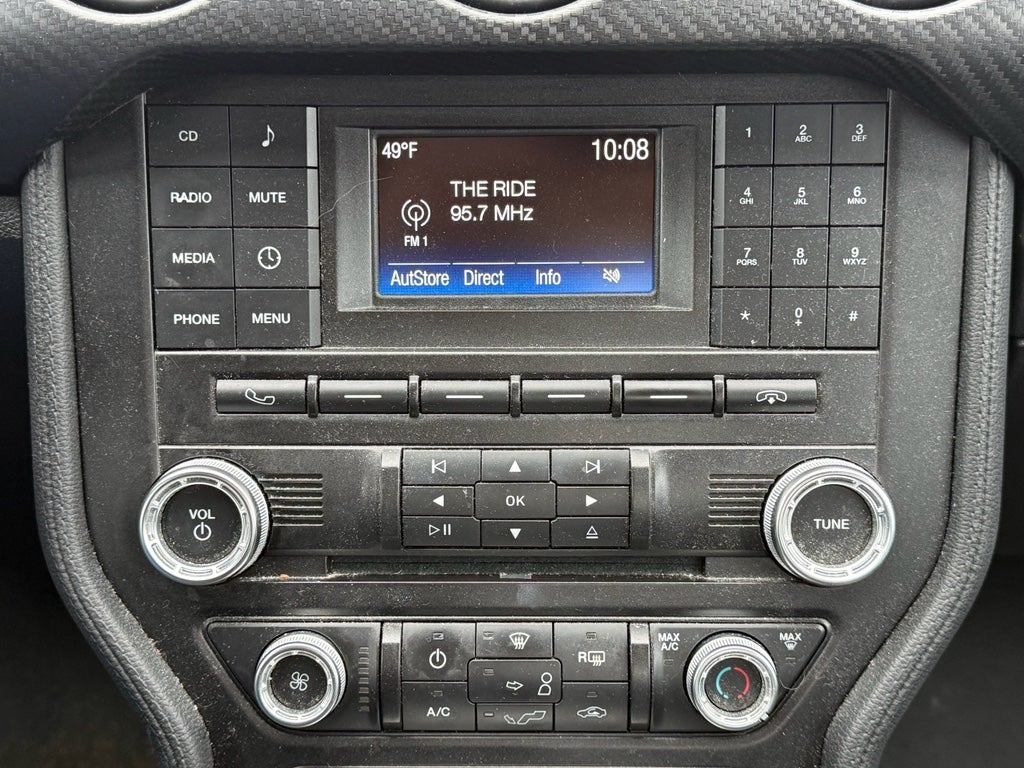 CD
49°F
10:08
1
2
ABC
3
DEF
RADIO
MUTE
THE RIDE
95.7 MHz
FM 1
4
GHI
5
JKL
6
MNO
MEDIA
7
PQRS
8
TUV
9
WXYZ
PHONE
MENU
AutStore
Direct
Info
*
0
+
#
VOL
OK
TUNE
MAX
A/C
MAX
R
A/C